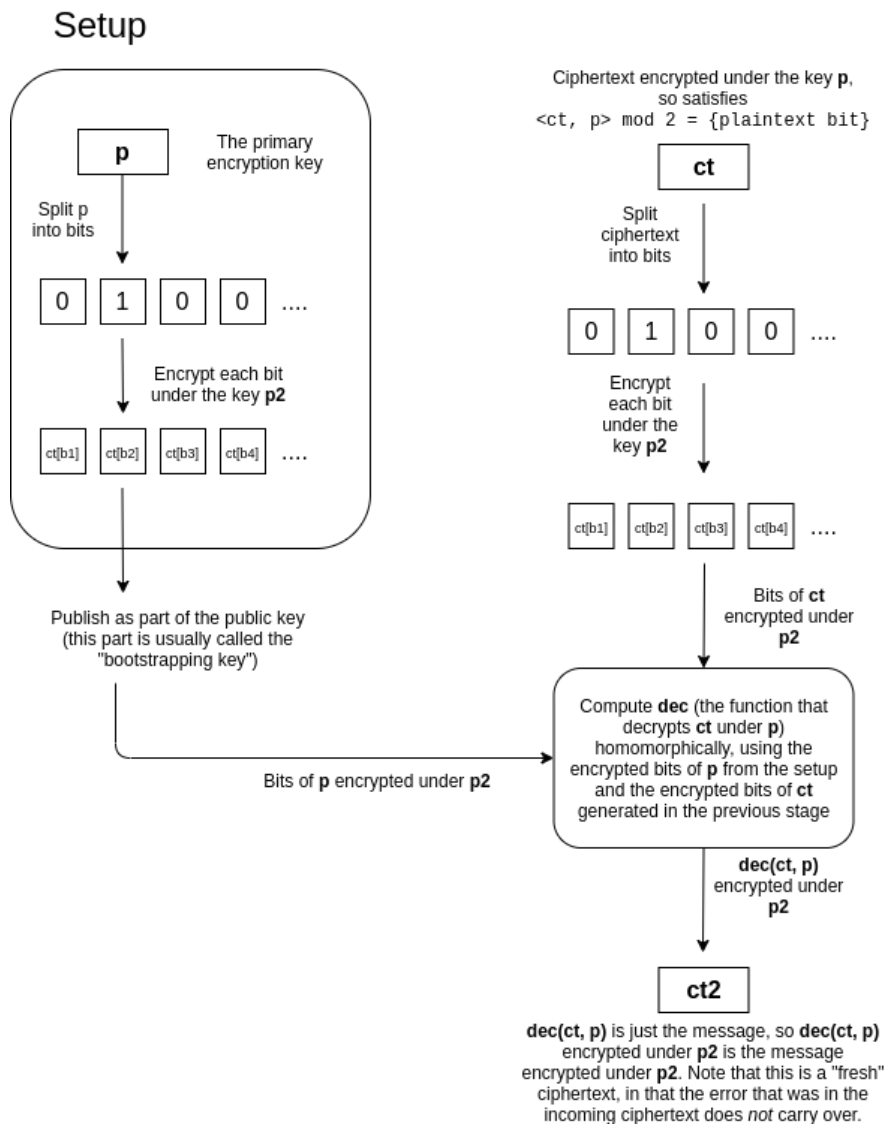 Setup
p
The primary
encryption key
Split p
into bits
0 1 0 0 ....
Encrypt each bit
under the key p2
ct[b1] ct[b2] ct[b3] ct[b4] ....
Publish as part of the public key
(this part is usually called the
"bootstrapping key")
Bits of p encrypted under p2
Ciphertext encrypted under the key p,
so satisfies
<ct, p> mod 2 = {plaintext bit}
ct
Split
ciphertext
into bits
0 1 0 0 ....
Encrypt
each bit
under the
key p2
ct[b1] ct[b2] ct[b3] ct[b4] ....
Bits of ct
encrypted under
p2
Compute dec (the function that
decrypts ct under p)
homomorphically, using the
encrypted bits of p from the setup
and the encrypted bits of ct
generated in the previous stage
dec(ct, p)
encrypted under
p2
ct2
dec(ct, p) is just the message, so dec(ct, p)
encrypted under p2 is the message
encrypted under p2. Note that this is a "fresh"
ciphertext, in that the error that was in the
incoming ciphertext does not carry over.